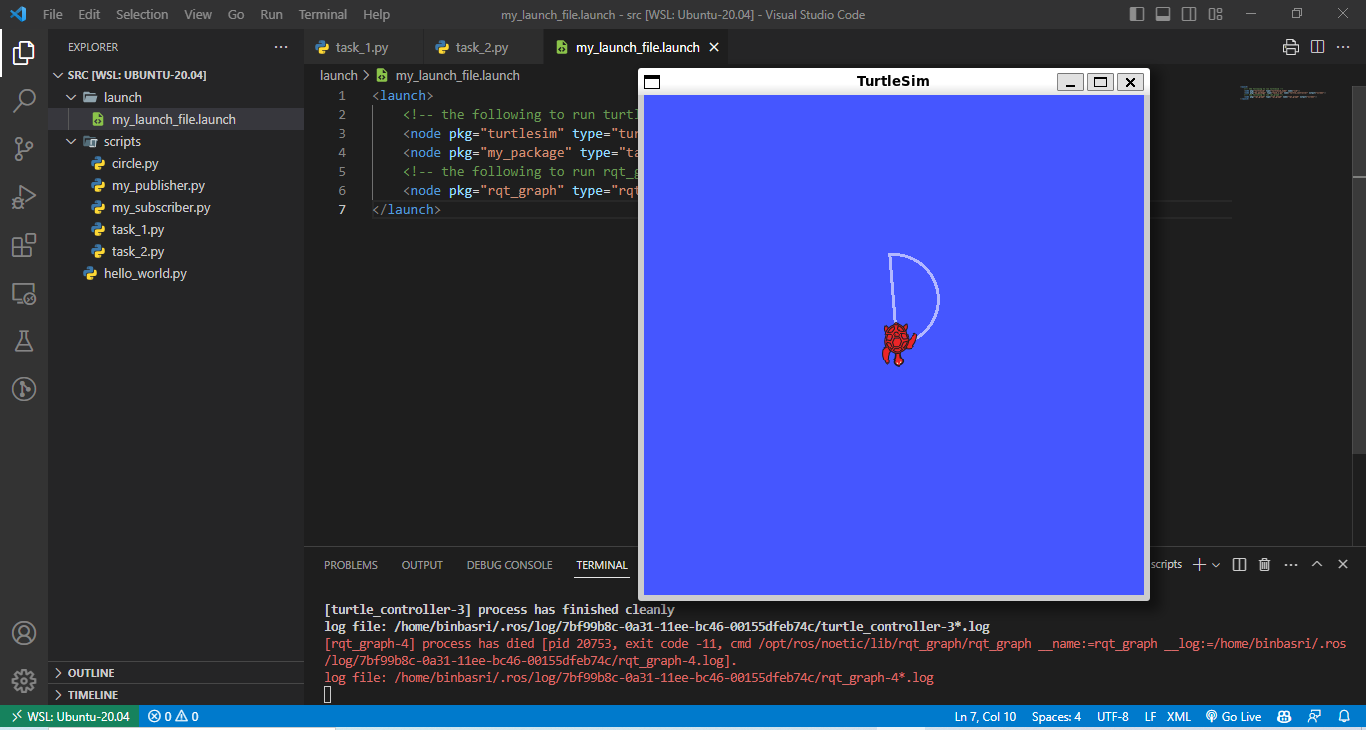 File Edit Selection View Go Run Terminal Help
my_launch_file.launch - src [WSL: Ubuntu-20.04] - Visual Studio Code
EXPLORER
SRC [WSL: UBUNTU-20.04]
launch
my_launch_file.launch
scripts
circle.py
my_publisher.py
my_subscriber.py
task_1.py
task_2.py
hello_world.py
OUTLINE
TIMELINE
task_1.py task_2.py my_launch_file.launch
launch > my_launch_file.launch
1 <launch>
2 <!-- the following to run turtl
3 <node pkg="turtlesim" type="tur
4 <node pkg="my_package" type="ta
5 <!-- the following to run rqt_g
6 <node pkg="rqt_graph" type="rqt
7 </launch>
TurtleSim
PROBLEMS OUTPUT DEBUG CONSOLE TERMINAL
scripts
[turtle_controller-3] process has finished cleanly
log file: /home/binbasri/.ros/log/7bf99b8c-0a31-11ee-bc46-00155dfeb74c/turtle_controller-3*.log
[rqt_graph-4] process has died [pid 20753, exit code -11, cmd /opt/ros/noetic/lib/rqt_graph/rqt_graph __name:=rqt_graph __log:=/home/binbasri/.ros
/log/7bf99b8c-0a31-11ee-bc46-00155dfeb74c/rqt_graph-4.log].
log file: /home/binbasri/.ros/log/7bf99b8c-0a31-11ee-bc46-00155dfeb74c/rqt_graph-4*.log
WSL: Ubuntu-20.04 0 0 Ln 7, Col 10 Spaces: 4 UTF-8 LF XML Go Live